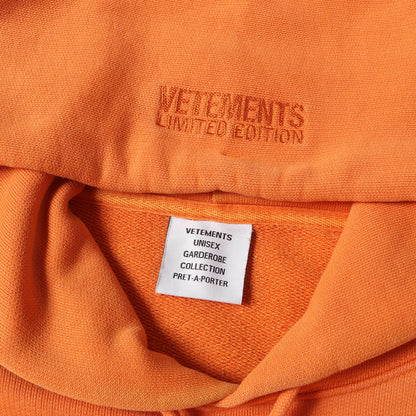 VETEMENTS
LIMITED EDITION
VETEMENTS
UNISEX
GARDEROBE
COLLECTION
PRET-A-PORTER